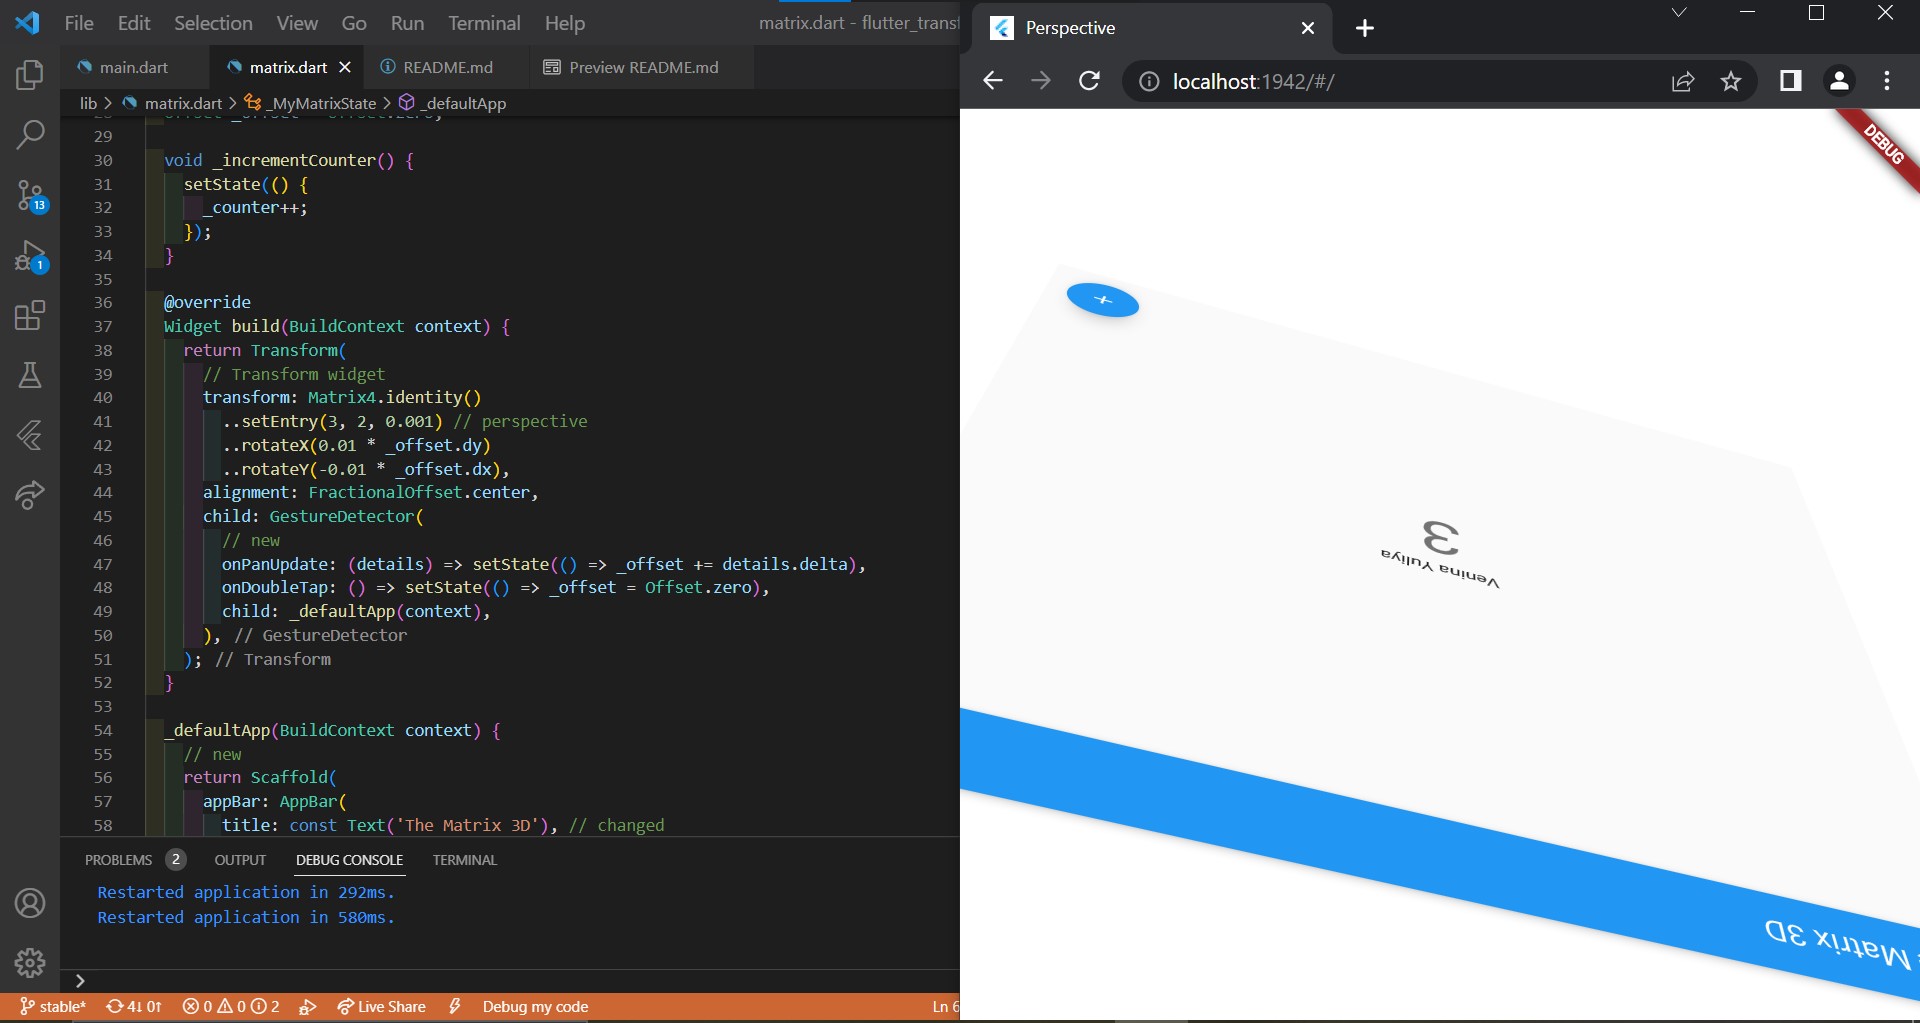 File Edit Selection View Go Run Terminal Help matrix.dart - flutter_transf
main.dart matrix.dart README.md Preview README.md
lib > matrix.dart > _MyMatrixState > _defaultApp
29
30 void _incrementCounter() {
31 setState(() {
32 _counter++;
33 });
34 }
35
36 @override
37 Widget build(BuildContext context) {
38 return Transform(
39 // Transform widget
40 transform: Matrix4.identity()
41 ..setEntry(3, 2, 0.001) // perspective
42 ..rotateX(0.01 * _offset.dy)
43 ..rotateY(-0.01 * _offset.dx),
44 alignment: FractionalOffset.center,
45 child: GestureDetector(
46 // new
47 onPanUpdate: (details) => setState(() => _offset += details.delta),
48 onDoubleTap: () => setState(() => _offset = Offset.zero),
49 child: _defaultApp(context),
50 ), // GestureDetector
51 ); // Transform
52 }
53
54 _defaultApp(BuildContext context) {
55 // new
56 return Scaffold(
57 appBar: AppBar(
58 title: const Text('The Matrix 3D'), // changed
PROBLEMS 2 OUTPUT DEBUG CONSOLE TERMINAL
Restarted application in 292ms.
Restarted application in 580ms.
>
13
1
stable* 4↓ 0↑ 0 0 2 Live Share Debug my code Ln 6
Perspective
localhost:1942/#/
DEBUG
+
3
Venina Yuliya
Matrix 3D